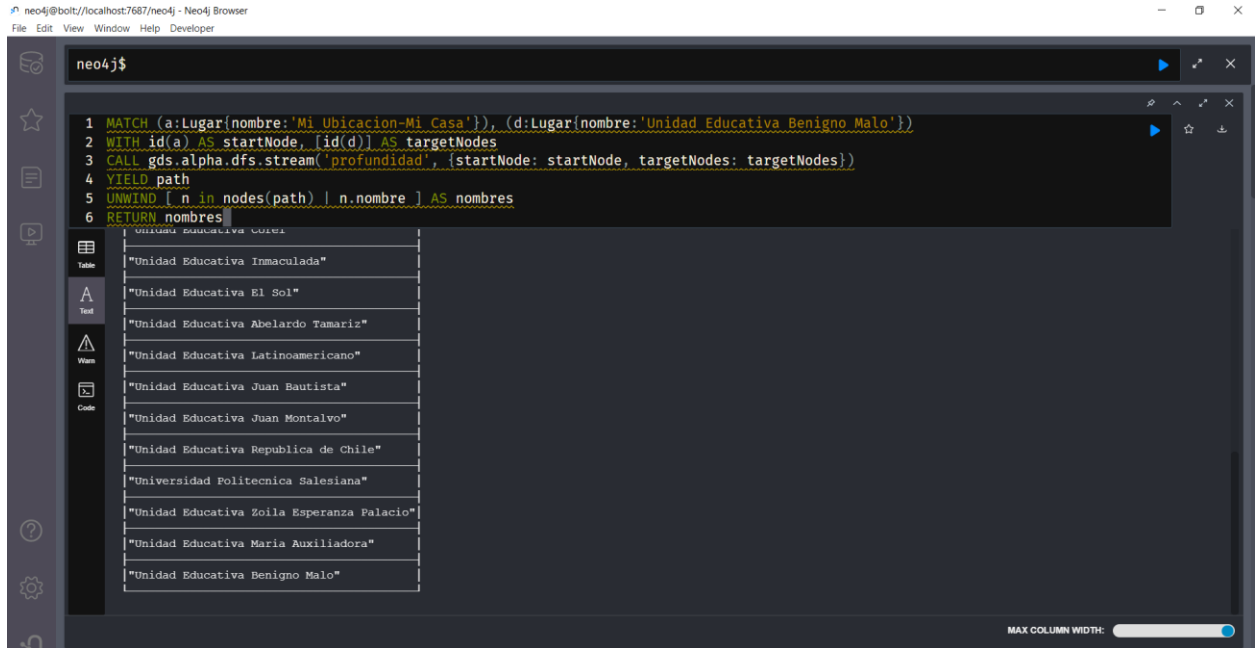 neo4j@bolt://localhost:7687/neo4j - Neo4j Browser
File Edit View Window Help Developer
neo4j$
1 MATCH (a:Lugar{nombre:'Mi Ubicacion-Mi Casa'}), (d:Lugar{nombre:'Unidad Educativa Benigno Malo'})
2 WITH id(a) AS startNode, [id(d)] AS targetNodes
3 CALL gds.alpha.dfs.stream('profundidad', {startNode: startNode, targetNodes: targetNodes})
4 YIELD path
5 UNWIND [ n in nodes(path) | n.nombre ] AS nombres
6 RETURN nombres
Table
Text
Warn
Code
"Unidad Educativa Corel"
"Unidad Educativa Inmaculada"
"Unidad Educativa El Sol"
"Unidad Educativa Abelardo Tamariz"
"Unidad Educativa Latinoamericano"
"Unidad Educativa Juan Bautista"
"Unidad Educativa Juan Montalvo"
"Unidad Educativa Republica de Chile"
"Universidad Politecnica Salesiana"
"Unidad Educativa Zoila Esperanza Palacio"
"Unidad Educativa Maria Auxiliadora"
"Unidad Educativa Benigno Malo"
MAX COLUMN WIDTH: